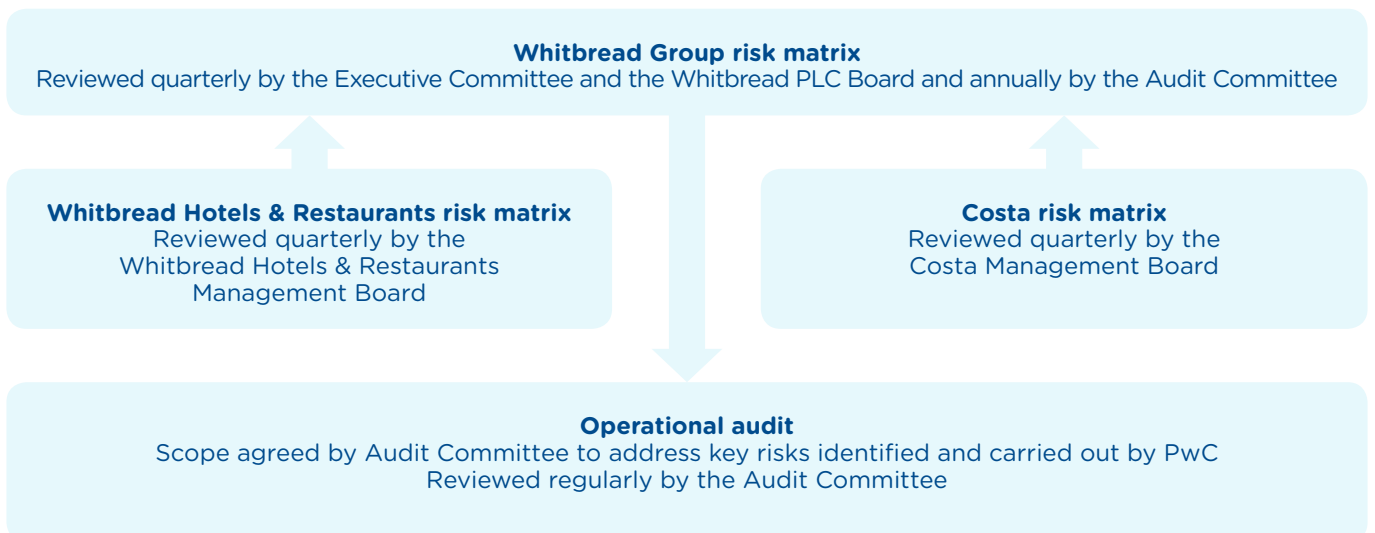 Whitbread Group risk matrix
Reviewed quarterly by the Executive Committee and the Whitbread PLC Board and annually by the Audit Committee
Whitbread Hotels & Restaurants risk matrix
Reviewed quarterly by the
Whitbread Hotels & Restaurants
Management Board
Costa risk matrix
Reviewed quarterly by the
Costa Management Board
Operational audit
Scope agreed by Audit Committee to address key risks identified and carried out by PwC
Reviewed regularly by the Audit Committee